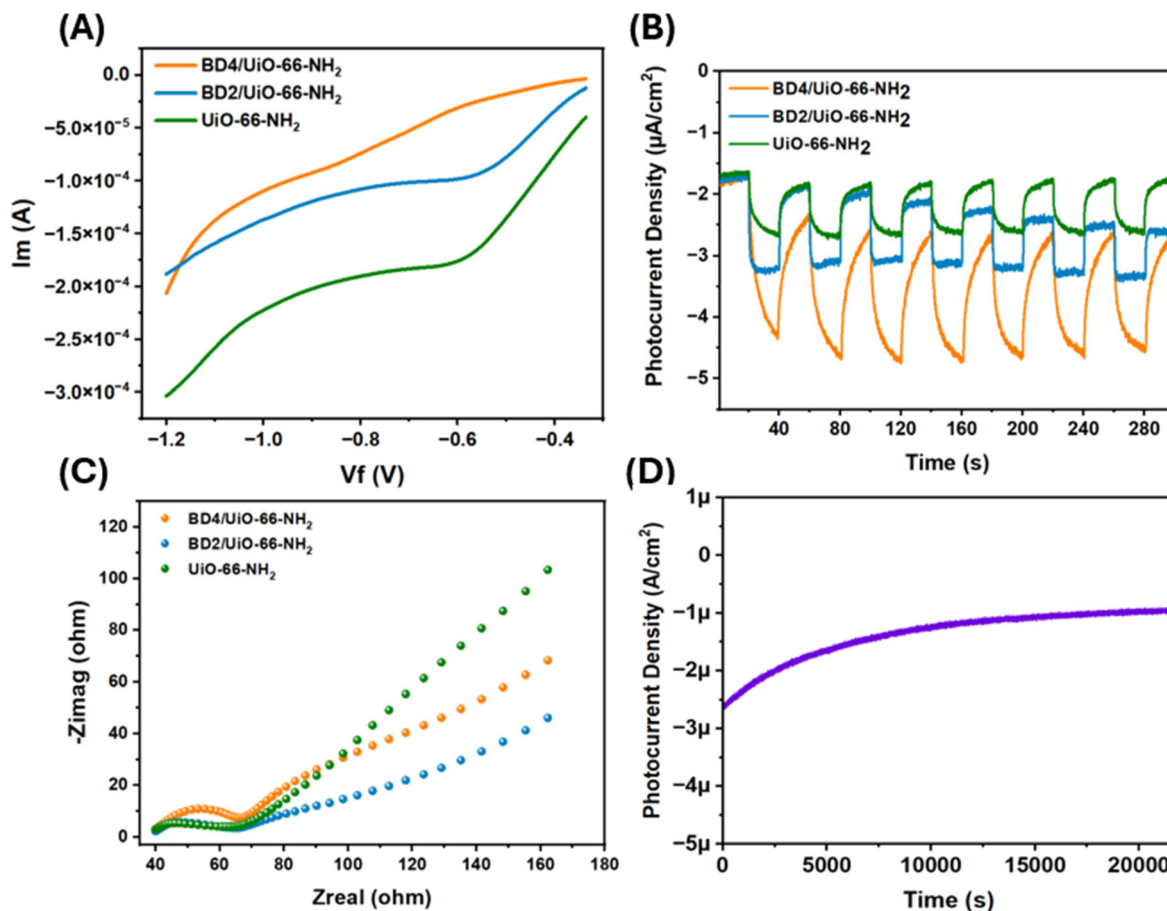 (A)
BD4/UiO-66-NH₂
BD2/UiO-66-NH₂
UiO-66-NH₂
0.0
−5.0×10⁻⁵
−1.0×10⁻⁴
−1.5×10⁻⁴
−2.0×10⁻⁴
−2.5×10⁻⁴
−3.0×10⁻⁴
Im (A)
−1.2 −1.0 −0.8 −0.6 −0.4
Vf (V)
(B)
BD4/UiO-66-NH2
BD2/UiO-66-NH2
UiO-66-NH2
0
−1
−2
−3
−4
−5
Photocurrent Density (µA/cm²)
40 80 120 160 200 240 280
Time (s)
(C)
BD4/UiO-66-NH₂
BD2/UiO-66-NH₂
UiO-66-NH₂
120
100
80
60
40
20
0
-Zimag (ohm)
40 60 80 100 120 140 160 180
Zreal (ohm)
(D)
1µ
0
−1µ
−2µ
−3µ
−4µ
−5µ
Photocurrent Density (A/cm²)
0 5000 10000 15000 20000
Time (s)